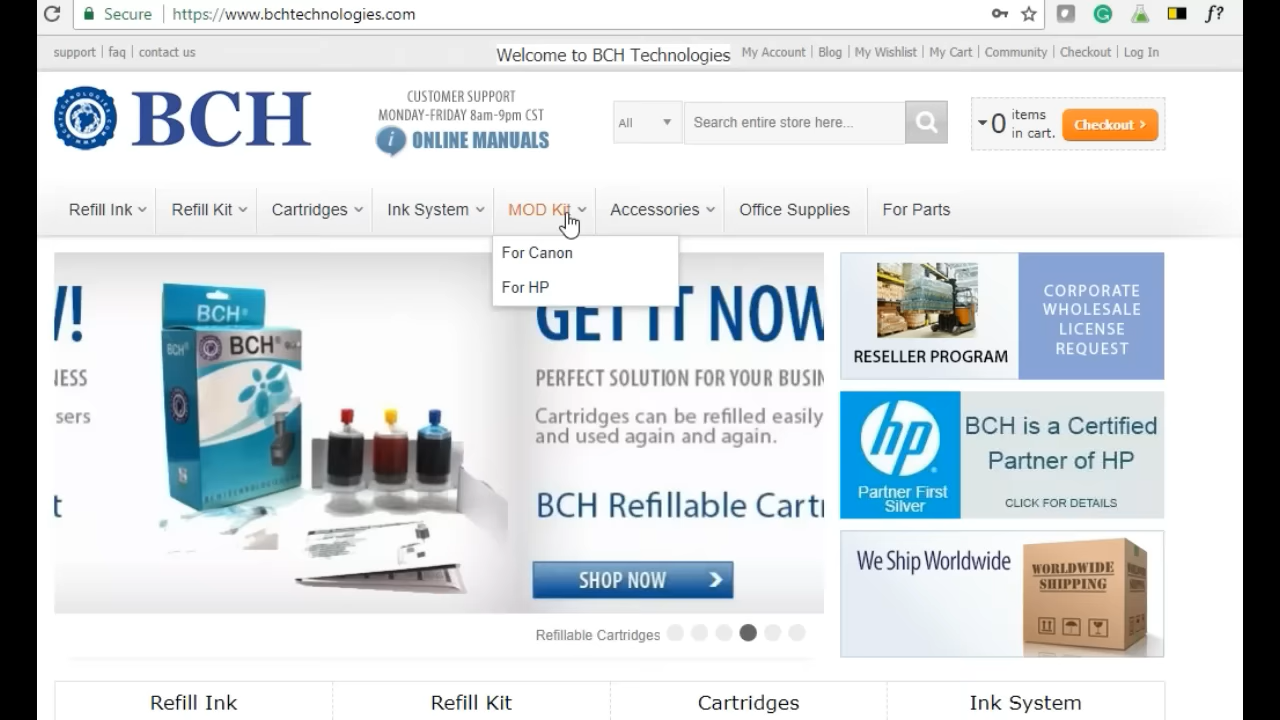 Secure
https://www.bchtechnologies.com
f?
support | faq | contact us
Welcome to BCH Technologies
My Account | Blog | My Wishlist | My Cart | Community | Checkout | Log In
BCH
CUSTOMER SUPPORT
MONDAY-FRIDAY 8am-9pm CST
i ONLINE MANUALS
All
Search entire store here...
0 items
in cart.
Checkout >
Refill Ink
Refill Kit
Cartridges
Ink System
MOD Kit
Accessories
Office Supplies
For Parts
For Canon
For HP
!
BCH
BCH
BCH
NESS
sers
t
GET IT NOW
PERFECT SOLUTION FOR YOUR BUSIN
Cartridges can be refilled easily
and used again and again.
BCH Refillable Cartr
SHOP NOW
Refillable Cartridges
RESELLER PROGRAM
CORPORATE
WHOLESALE
LICENSE
REQUEST
hp
Partner First
Silver
BCH is a Certified
Partner of HP
CLICK FOR DETAILS
We Ship Worldwide
WORLDWIDE
SHIPPING
Refill Ink
Refill Kit
Cartridges
Ink System